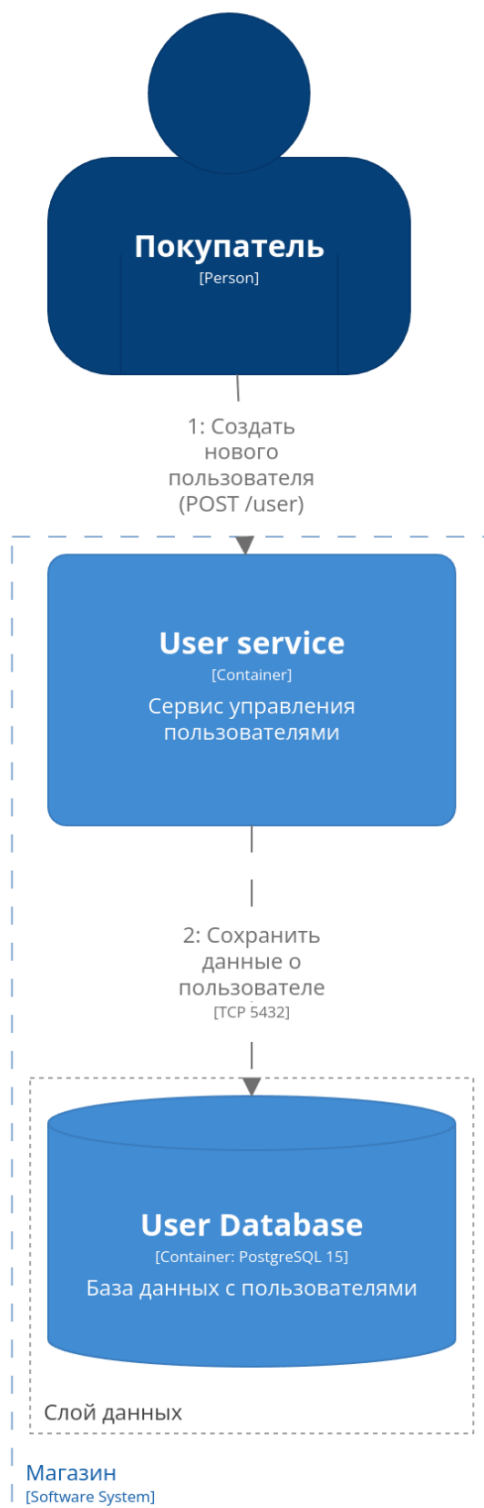 Покупатель
[Person]
1: Создать
нового
пользователя
(POST /user)
User service
[Container]
Сервис управления
пользователями
2: Сохранить
данные о
пользователе
[TCP 5432]
User Database
[Container: PostgreSQL 15]
База данных с пользователями
Слой данных
Магазин
[Software System]